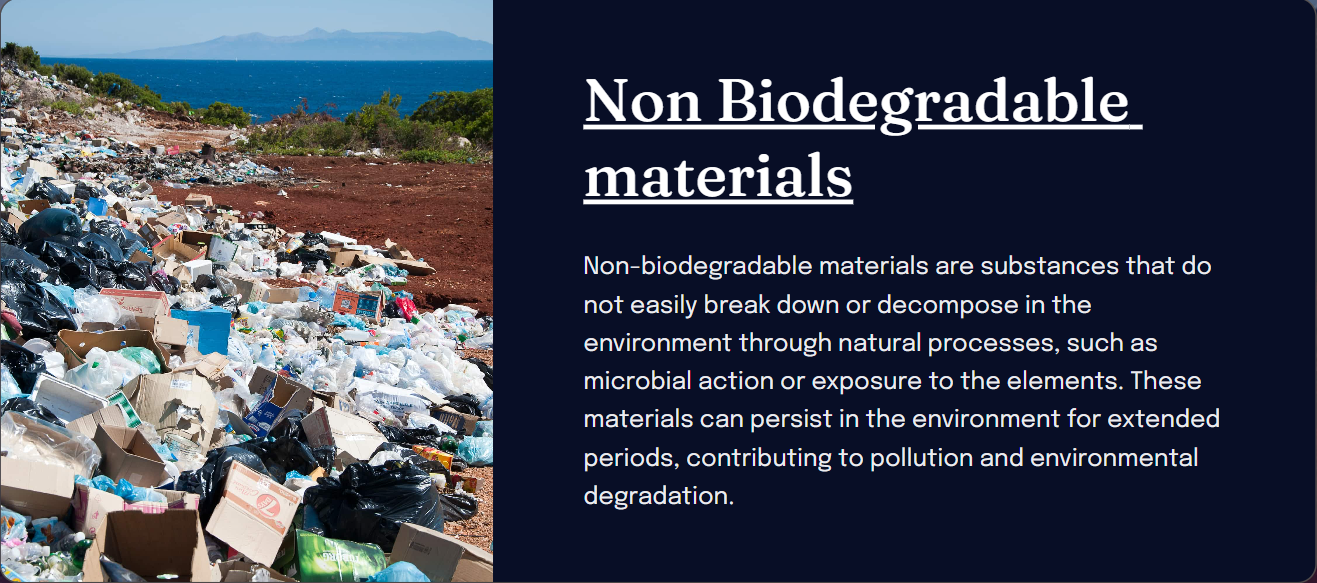 Non Biodegradable
materials
Non-biodegradable materials are substances that do
not easily break down or decompose in the
environment through natural processes, such as
microbial action or exposure to the elements. These
materials can persist in the environment for extended
periods, contributing to pollution and environmental
degradation.